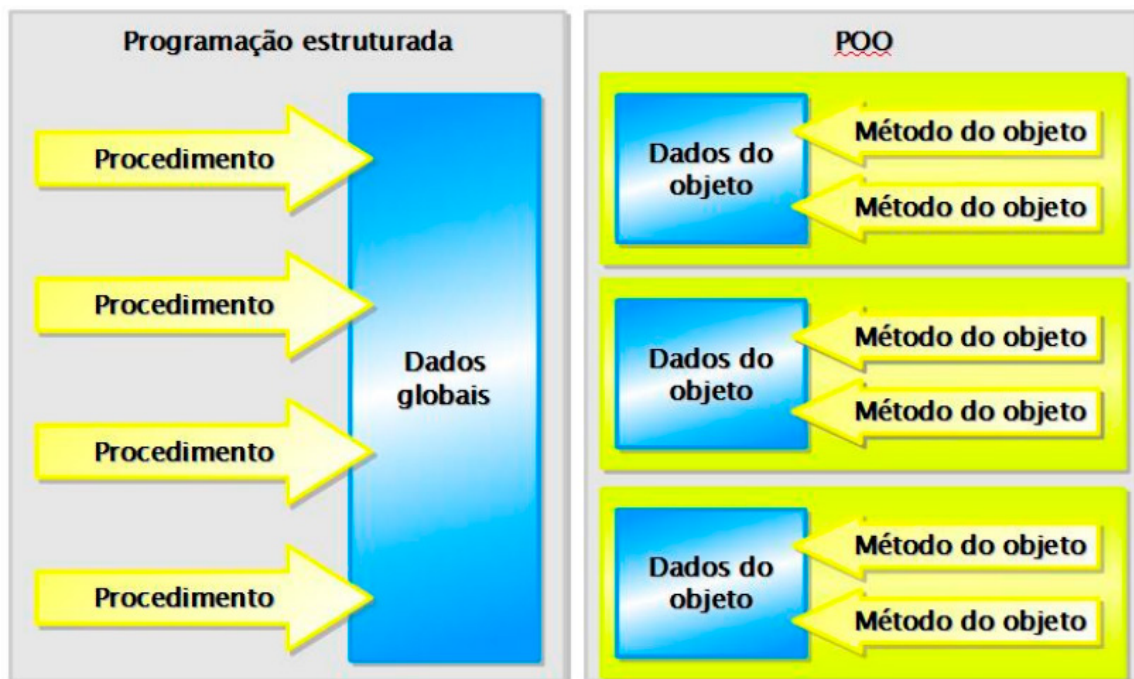 Programação estruturada
Procedimento
Procedimento
Procedimento
Procedimento
Dados
globais
POO
Dados do
objeto
Método do objeto
Método do objeto
Dados do
objeto
Método do objeto
Método do objeto
Dados do
objeto
Método do objeto
Método do objeto